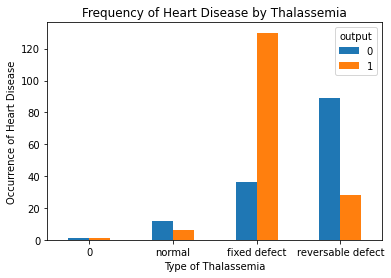 Frequency of Heart Disease by Thalassemia
output
0
1
Occurrence of Heart Disease
120
100
80
60
40
20
0
0 normal fixed defect reversable defect
Type of Thalassemia